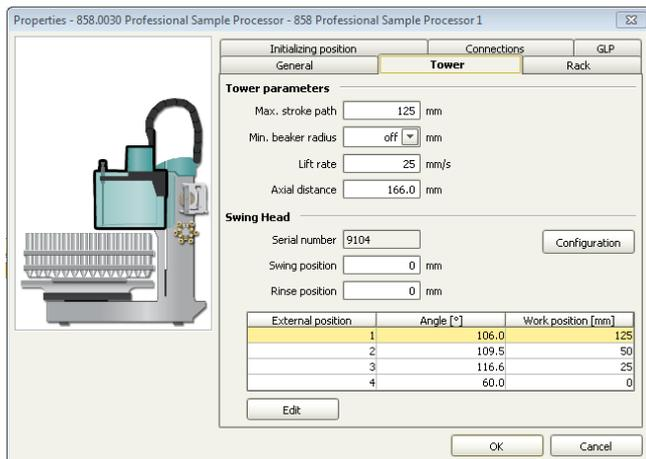 Properties - 858.0030 Professional Sample Processor - 858 Professional Sample Processor 1
Initializing position Connections GLP
General Tower Rack
Tower parameters
Max. stroke path 125 mm
Min. beaker radius off mm
Lift rate 25 mm/s
Axial distance 166.0 mm
Swing Head
Serial number 9104 Configuration
Swing position 0 mm
Rinse position 0 mm
External position Angle [°] Work position [mm]
1 106.0 125
2 109.5 50
3 116.6 25
4 60.0 0
Edit
OK Cancel